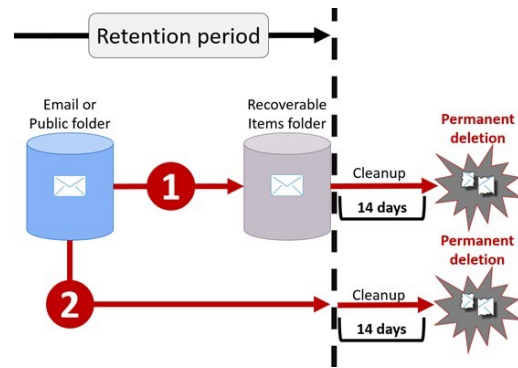 Retention period
Email or
Public folder
Recoverable
Items folder
Permanent
deletion
1
Cleanup
14 days
Permanent
deletion
2
Cleanup
14 days